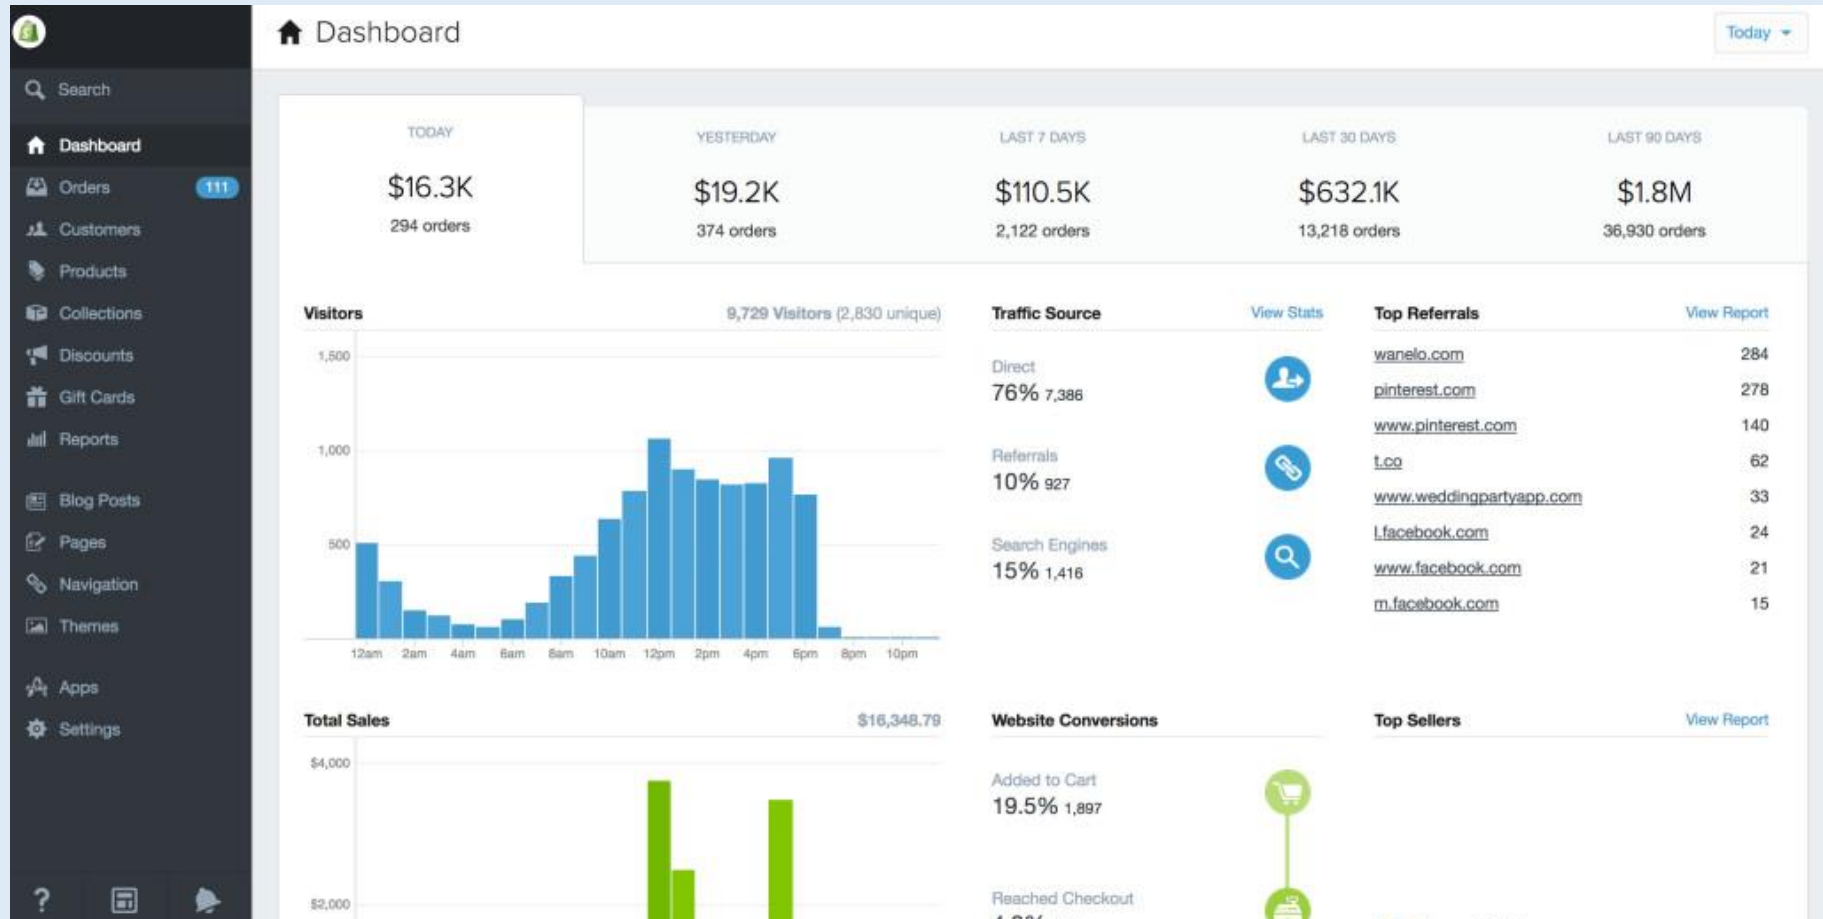 Dashboard
Today
Search
Dashboard
Orders 111
Customers
Products
Collections
Discounts
Gift Cards
Reports
Blog Posts
Pages
Navigation
Themes
Apps
Settings
?
TODAY
$16.3K
294 orders
YESTERDAY
$19.2K
374 orders
LAST 7 DAYS
$110.5K
2,122 orders
LAST 30 DAYS
$632.1K
13,218 orders
LAST 90 DAYS
$1.8M
36,930 orders
Visitors 9,729 Visitors (2,830 unique)
1,500
1,000
500
12am 2am 4am 6am 8am 10am 12pm 2pm 4pm 6pm 8pm 10pm
Traffic Source View Stats
Direct
76% 7,386
Referrals
10% 927
Search Engines
15% 1,416
Top Referrals View Report
wanelo.com 284
pinterest.com 278
www.pinterest.com 140
t.co 62
www.weddingpartyapp.com 33
l.facebook.com 24
www.facebook.com 21
m.facebook.com 15
Total Sales $16,348.79
$4,000
$2,000
Website Conversions
Added to Cart
19.5% 1,897
Reached Checkout
Top Sellers View Report